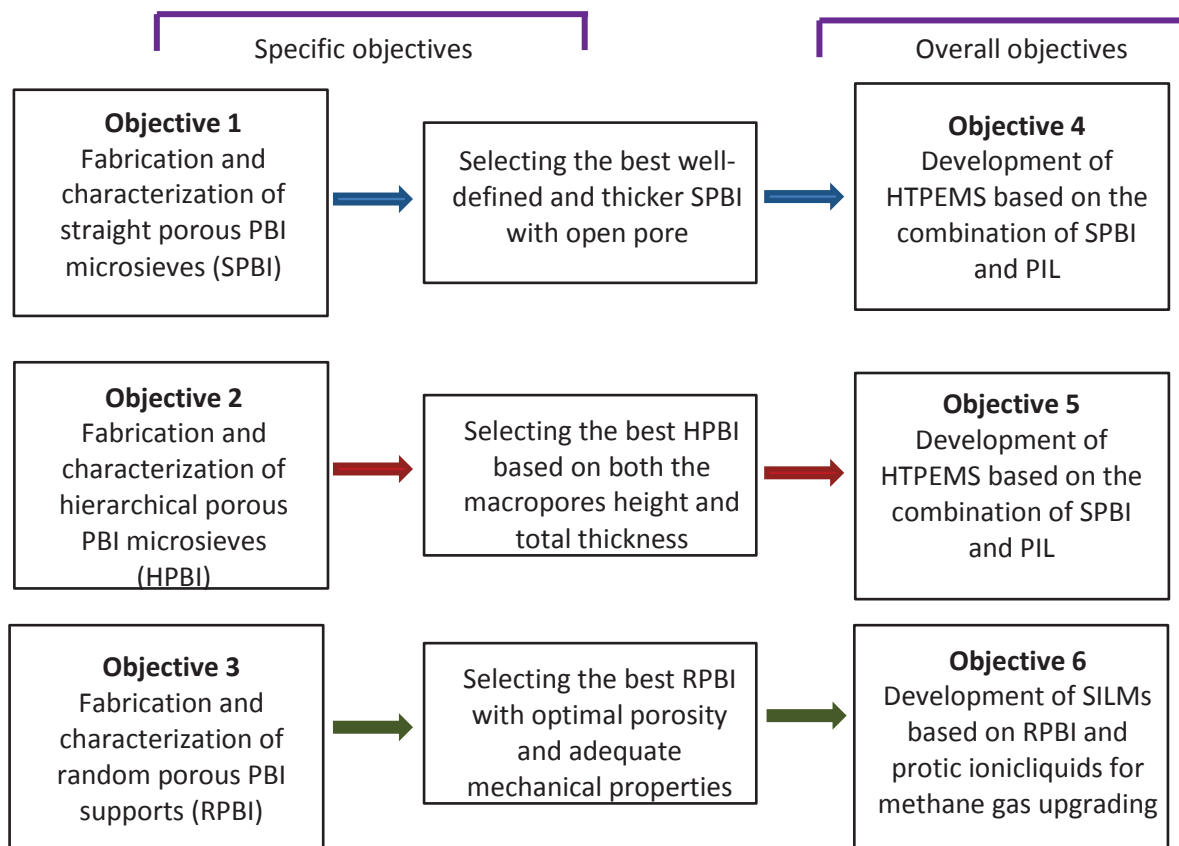 Specific objectives
Overall objectives
Objective 1
Fabrication and
characterization of
straight porous PBI
microsieves (SPBI)
Selecting the best well-
defined and thicker SPBI
with open pore
Objective 4
Development of
HTPEMS based on the
combination of SPBI
and PIL
Objective 2
Fabrication and
characterization of
hierarchical porous
PBI microsieves
(HPBI)
Selecting the best HPBI
based on both the
macropores height and
total thickness
Objective 5
Development of
HTPEMS based on the
combination of SPBI
and PIL
Objective 3
Fabrication and
characterization of
random porous PBI
supports (RPBI)
Selecting the best RPBI
with optimal porosity
and adequate
mechanical properties
Objective 6
Development of SILMs
based on RPBI and
protic ionicliquids for
methane gas upgrading